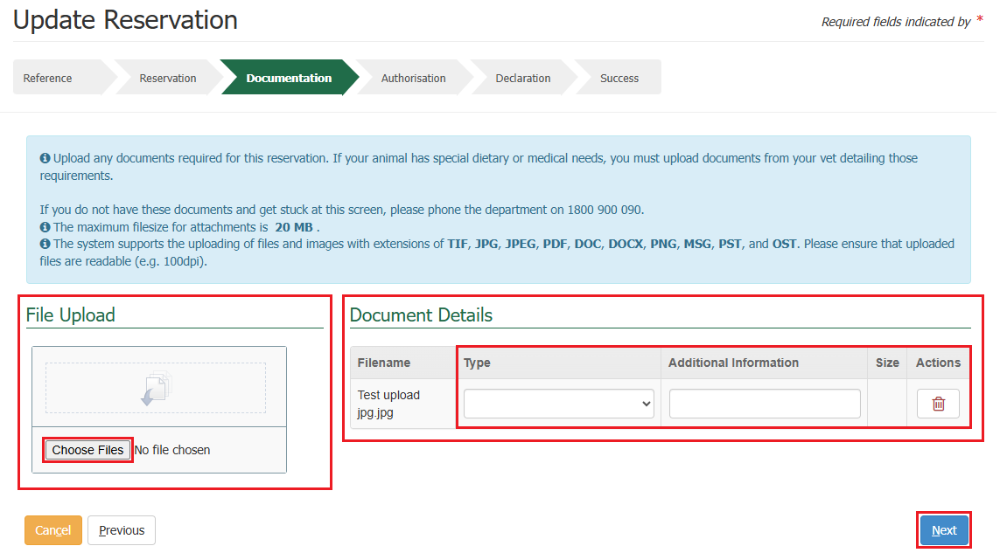 Update Reservation
Required fields indicated by *
Reference
Reservation
Documentation
Authorisation
Declaration
Success
Upload any documents required for this reservation. If your animal has special dietary or medical needs, you must upload documents from your vet detailing those
requirements.
If you do not have these documents and get stuck at this screen, please phone the department on 1800 900 090.
The maximum filesize for attachments is 20 MB .
The system supports the uploading of files and images with extensions of TIF, JPG, JPEG, PDF, DOC, DOCX, PNG, MSG, PST, and OST. Please ensure that uploaded
files are readable (e.g. 100dpi).
File Upload
Choose Files No file chosen
Document Details
Filename Type Additional Information Size Actions
Test upload
jpg.jpg
Cancel
Previous
Next